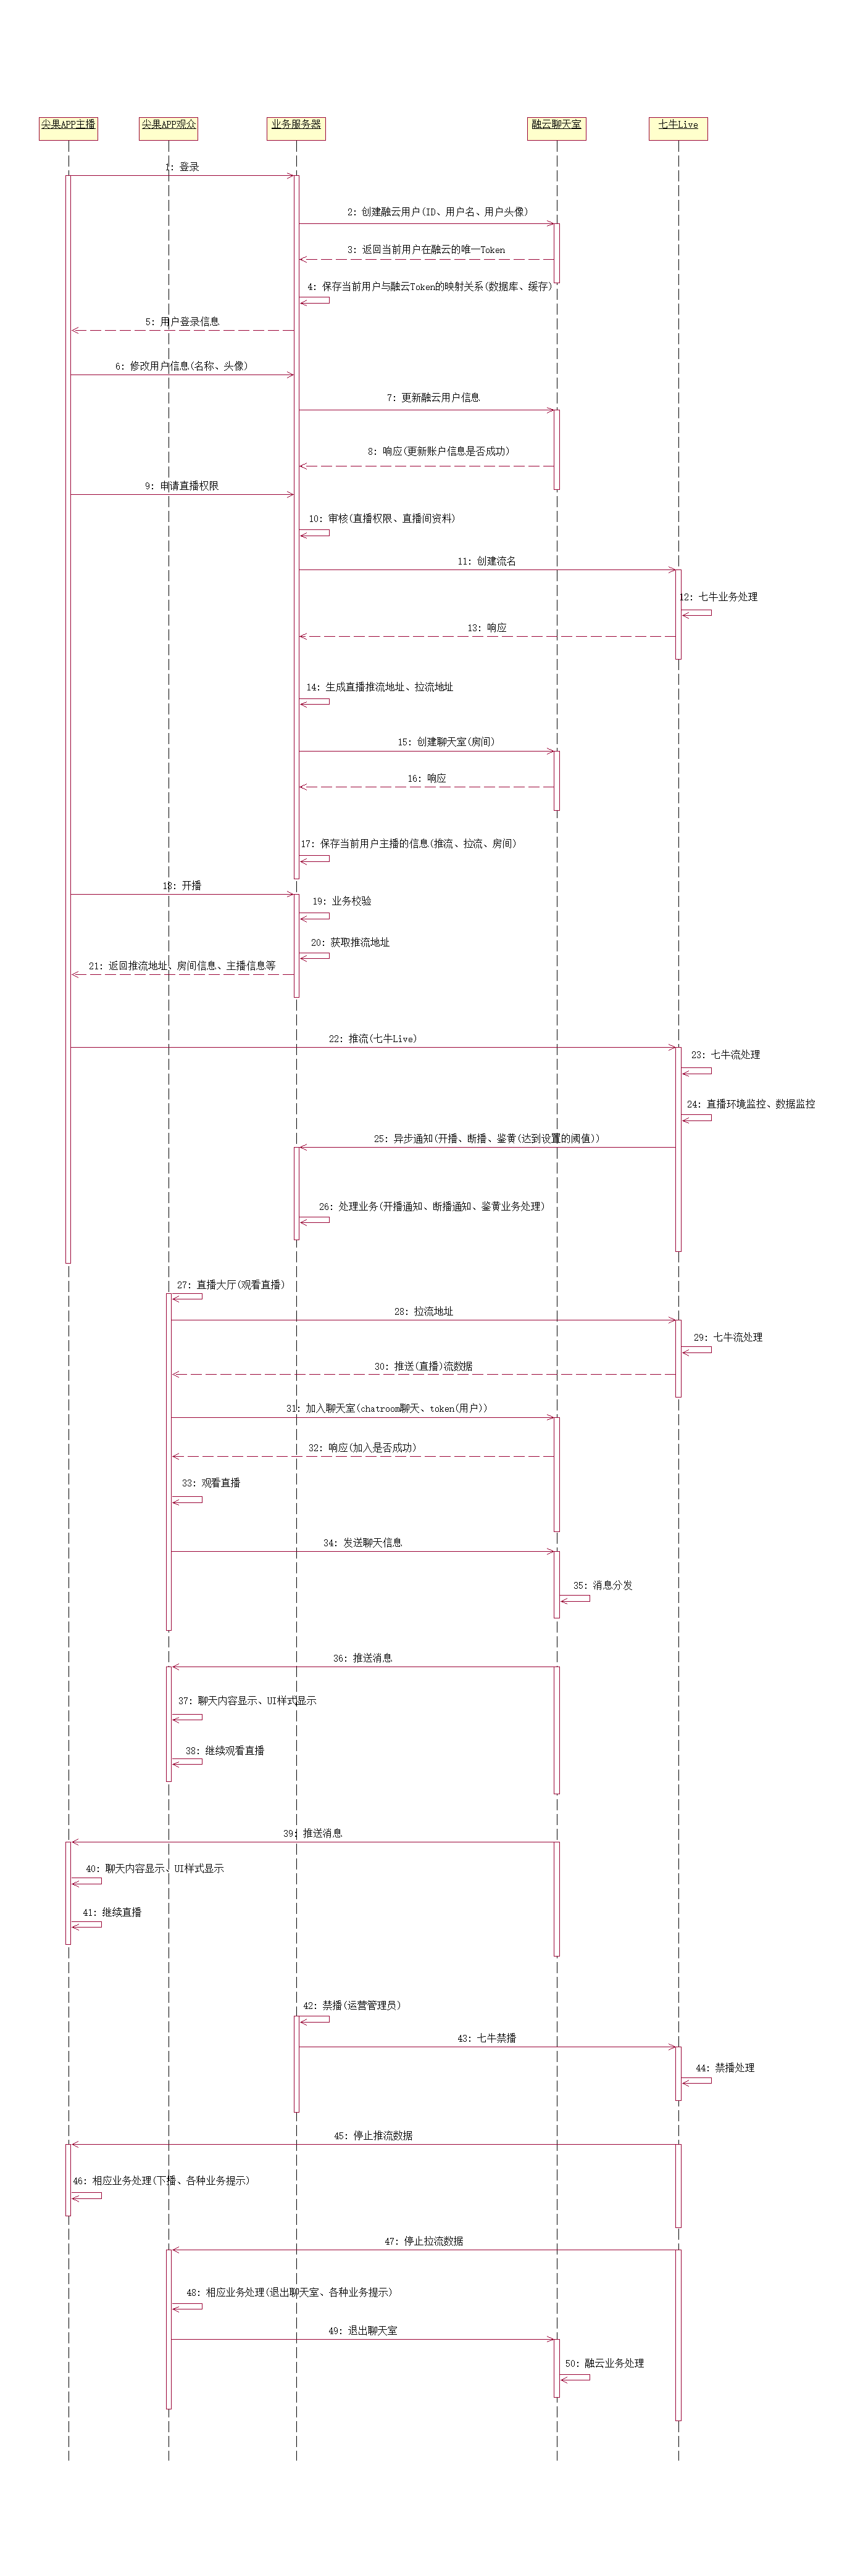 尖果APP主播
尖果APP观众
业务服务器
融云聊天室
七牛Live
1: 登录
2: 创建融云用户(ID、用户名、用户头像)
3: 返回当前用户在融云的唯一Token
4: 保存当前用户与融云Token的映射关系(数据库、缓存)
5: 用户登录信息
6: 修改用户信息(名称、头像)
7: 更新融云用户信息
8: 响应(更新账户信息是否成功)
9: 申请直播权限
10: 审核(直播权限、直播间资料)
11: 创建流名
12: 七牛业务处理
13: 响应
14: 生成直播推流地址、拉流地址
15: 创建聊天室(房间)
16: 响应
17: 保存当前用户主播的信息(推流、拉流、房间)
18: 开播
19: 业务校验
20: 获取推流地址
21: 返回推流地址、房间信息、主播信息等
22: 推流(七牛Live)
23: 七牛流处理
24: 直播环境监控、数据监控
25: 异步通知(开播、断播、鉴黄(达到设置的阈值))
26: 处理业务(开播通知、断播通知、鉴黄业务处理)
27: 直播大厅(观看直播)
28: 拉流地址
29: 七牛流处理
30: 推送(直播)流数据
31: 加入聊天室(chatroom聊天、token(用户))
32: 响应(加入是否成功)
33: 观看直播
34: 发送聊天信息
35: 消息分发
36: 推送消息
37: 聊天内容显示、UI样式显示
38: 继续观看直播
39: 推送消息
40: 聊天内容显示、UI样式显示
41: 继续直播
42: 禁播(运营管理员)
43: 七牛禁播
44: 禁播处理
45: 停止推流数据
46: 相应业务处理(下播、各种业务提示)
47: 停止拉流数据
48: 相应业务处理(退出聊天室、各种业务提示)
49: 退出聊天室
50: 融云业务处理